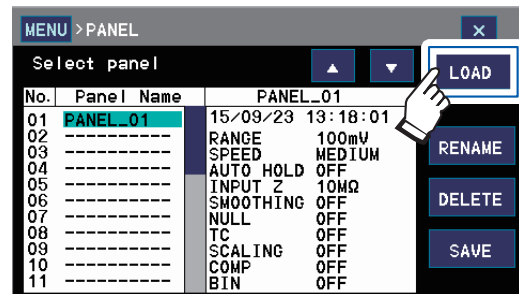 MENU >PANEL ×
Select panel ▲ ▼ LOAD
No. Panel Name PANEL_01
01 PANEL_01 15/09/23 13:18:01
02 ---------- RANGE 100mV
03 ---------- SPEED MEDIUM
04 ---------- AUTO HOLD OFF
05 ---------- INPUT Z 10MΩ
06 ---------- SMOOTHING OFF
07 ---------- NULL OFF
08 ---------- TC OFF
09 ---------- SCALING OFF
10 ---------- COMP OFF
11 ---------- BIN OFF
RENAME
DELETE
SAVE